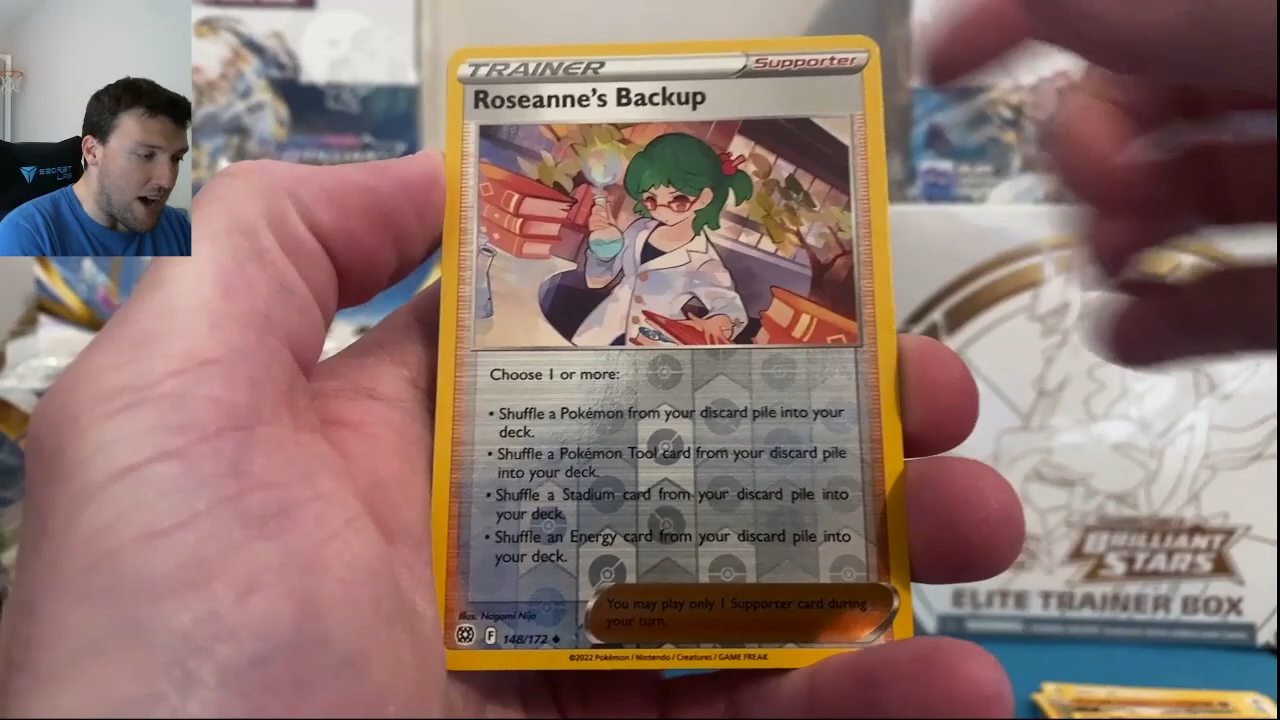 TRAINER
Supporter
Roseanne's Backup
SECRET
LAB
Choose 1 or more:
• Shuffle a Pokémon from your discard pile into your
deck.
• Shuffle a Pokémon Tool card from your discard pile
into your deck.
• Shuffle a Stadium card from your discard pile into
your deck.
• Shuffle an Energy card from your discard pile into
your deck.
You may play only 1 Supporter card during
your turn.
Illus. Nagomi Nijo
F
148/172
©2022 Pokémon / Nintendo / Creatures / GAME FREAK
BRILLIANT
STARS
ELITE TRAINER BOX